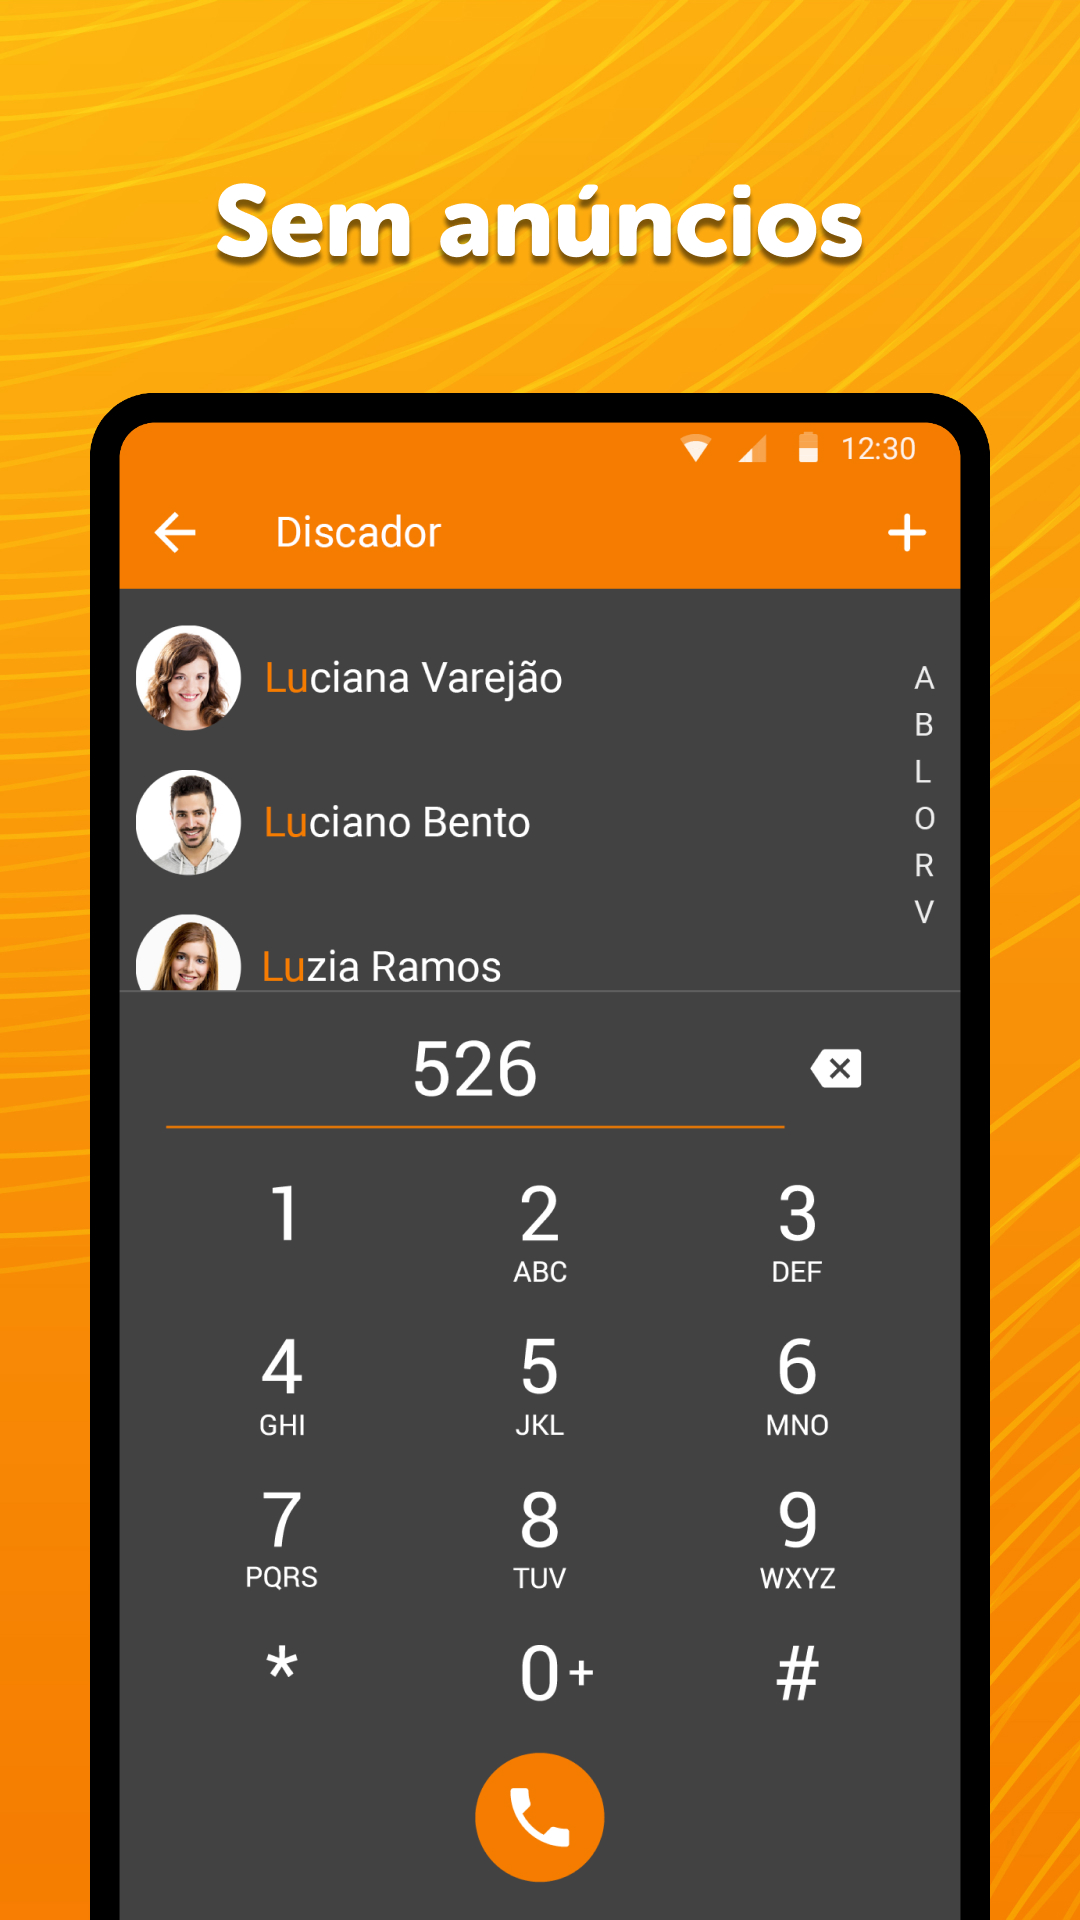 Sem anúncios
12:30
Discador
Luciana Varejão
Luciano Bento
Luzia Ramos
A
B
L
O
R
V
526
1 2 3
ABC DEF
4 5 6
GHI JKL MNO
7 8 9
PQRS TUV WXYZ
* 0 + #